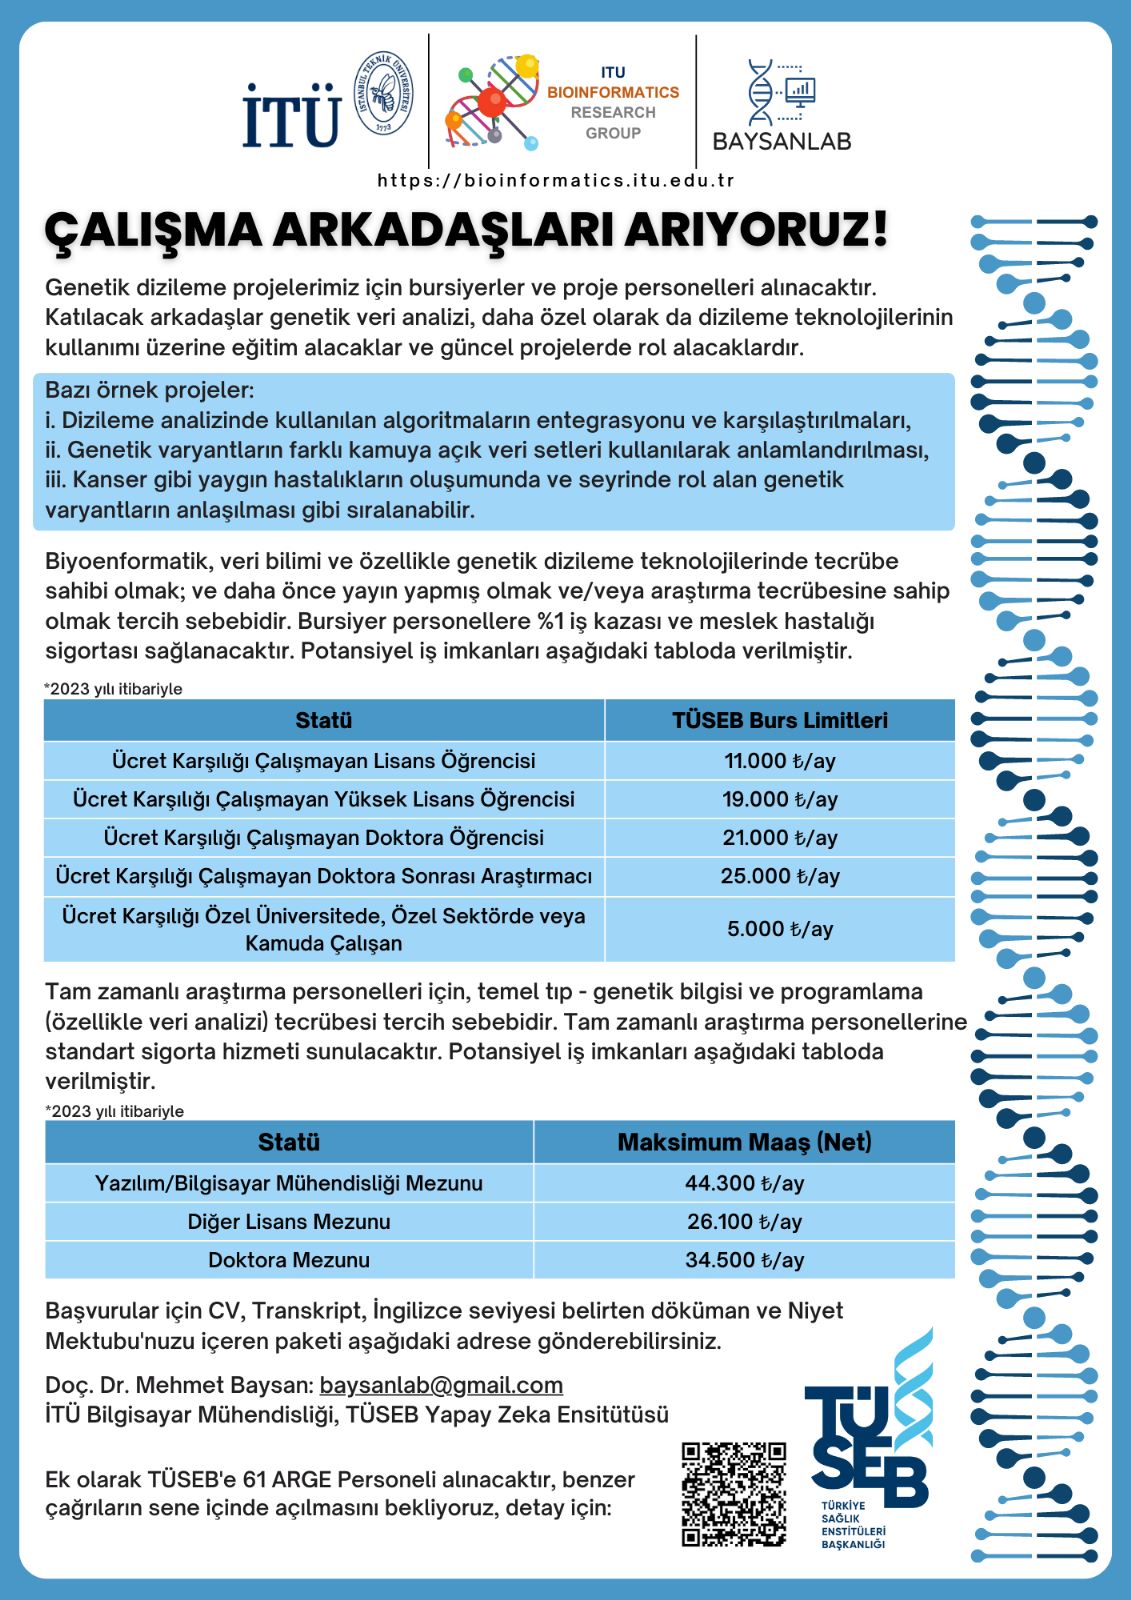 İTÜ
İSTANBUL TEKNİK ÜNİVERSİTESİ
1773
ITU
BIOINFORMATICS
RESEARCH
GROUP
BAYSANLAB
https://bioinformatics.itu.edu.tr
ÇALIŞMA ARKADAŞLARI ARIYORUZ!
Genetik dizileme projelerimiz için bursiyerler ve proje personelleri alınacaktır.
Katılacak arkadaşlar genetik veri analizi, daha özel olarak da dizileme teknolojilerinin
kullanımı üzerine eğitim alacaklar ve güncel projelerde rol alacaklardır.
Bazı örnek projeler:
i. Dizileme analizinde kullanılan algoritmaların entegrasyonu ve karşılaştırılmaları,
ii. Genetik varyantların farklı kamuya açık veri setleri kullanılarak anlamlandırılması,
iii. Kanser gibi yaygın hastalıkların oluşumunda ve seyrinde rol alan genetik
varyantların anlaşılması gibi sıralanabilir.
Biyoenformatik, veri bilimi ve özellikle genetik dizileme teknolojilerinde tecrübe
sahibi olmak; ve daha önce yayın yapmış olmak ve/veya araştırma tecrübesine sahip
olmak tercih sebebidir. Bursiyer personellere %1 iş kazası ve meslek hastalığı
sigortası sağlanacaktır. Potansiyel iş imkanları aşağıdaki tabloda verilmiştir.
*2023 yılı itibariyle
Statü TÜSEB Burs Limitleri
Ücret Karşılığı Çalışmayan Lisans Öğrencisi 11.000 ₺/ay
Ücret Karşılığı Çalışmayan Yüksek Lisans Öğrencisi 19.000 ₺/ay
Ücret Karşılığı Çalışmayan Doktora Öğrencisi 21.000 ₺/ay
Ücret Karşılığı Çalışmayan Doktora Sonrası Araştırmacı 25.000 ₺/ay
Ücret Karşılığı Özel Üniversitede, Özel Sektörde veya
Kamuda Çalışan 5.000 ₺/ay
Tam zamanlı araştırma personelleri için, temel tıp - genetik bilgisi ve programlama
(özellikle veri analizi) tecrübesi tercih sebebidir. Tam zamanlı araştırma personellerine
standart sigorta hizmeti sunulacaktır. Potansiyel iş imkanları aşağıdaki tabloda
verilmiştir.
*2023 yılı itibariyle
Statü Maksimum Maaş (Net)
Yazılım/Bilgisayar Mühendisliği Mezunu 44.300 ₺/ay
Diğer Lisans Mezunu 26.100 ₺/ay
Doktora Mezunu 34.500 ₺/ay
Başvurular için CV, Transkript, İngilizce seviyesi belirten döküman ve Niyet
Mektubu'nuzu içeren paketi aşağıdaki adrese gönderebilirsiniz.
Doç. Dr. Mehmet Baysan: baysanlab@gmail.com
İTÜ Bilgisayar Mühendisliği, TÜSEB Yapay Zeka Ensitütüsü
Ek olarak TÜSEB'e 61 ARGE Personeli alınacaktır, benzer
çağrıların sene içinde açılmasını bekliyoruz, detay için:
TÜSEB
TÜRKİYE
SAĞLIK
ENSTİTÜLERİ
BAŞKANLIĞI